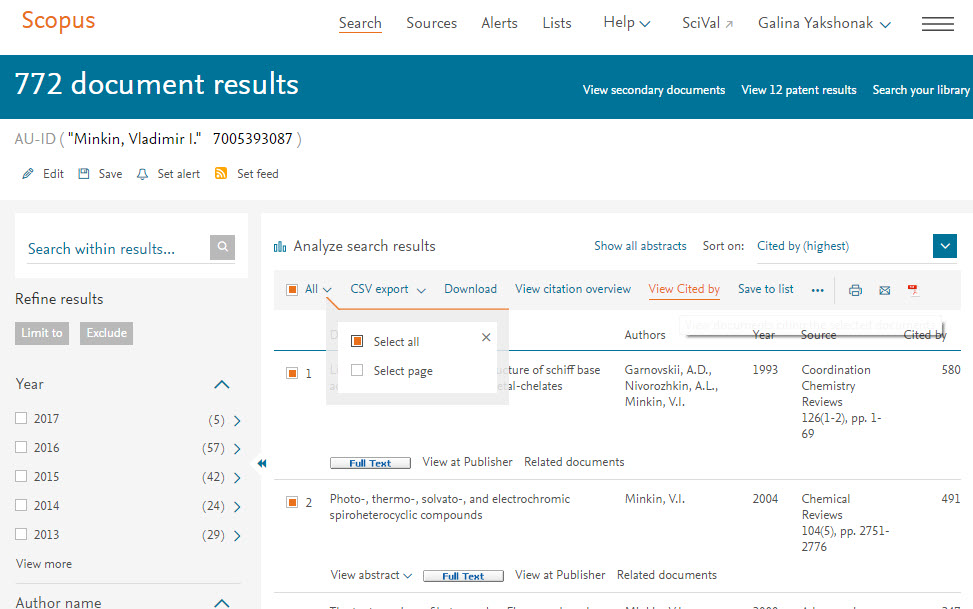 Scopus
Search Sources Alerts Lists Help SciVal Galina Yakshonak
772 document results
View secondary documents View 12 patent results Search your library
AU-ID ( "Minkin, Vladimir I." 7005393087 )
Edit Save Set alert Set feed
Search within results...
Refine results
Limit to Exclude
Year
2017 (5)
2016 (57)
2015 (42)
2014 (24)
2013 (29)
View more
Author name
Analyze search results Show all abstracts Sort on: Cited by (highest)
All CSV export Download View citation overview View Cited by Save to list ...
Select all
Select page
Authors Year Source Cited by
1 cture of schiff base Garnovskii, A.D., 1993 Coordination 580
etal-chelates Nivorozhkin, A.L., Chemistry
Minkin, V.I. Reviews
126(1-2), pp. 1-
69
Full Text View at Publisher Related documents
2 Photo-, thermo-, solvato-, and electrochromic Minkin, V.I. 2004 Chemical 491
spiroheterocyclic compounds Reviews
104(5), pp. 2751-
2776
View abstract Full Text View at Publisher Related documents